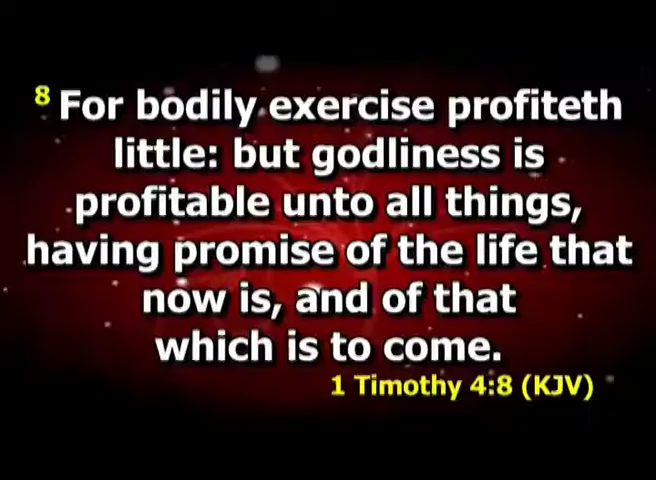 8 For bodily exercise profiteth
little: but godliness is
profitable unto all things,
having promise of the life that
now is, and of that
which is to come.
1 Timothy 4:8 (KJV)